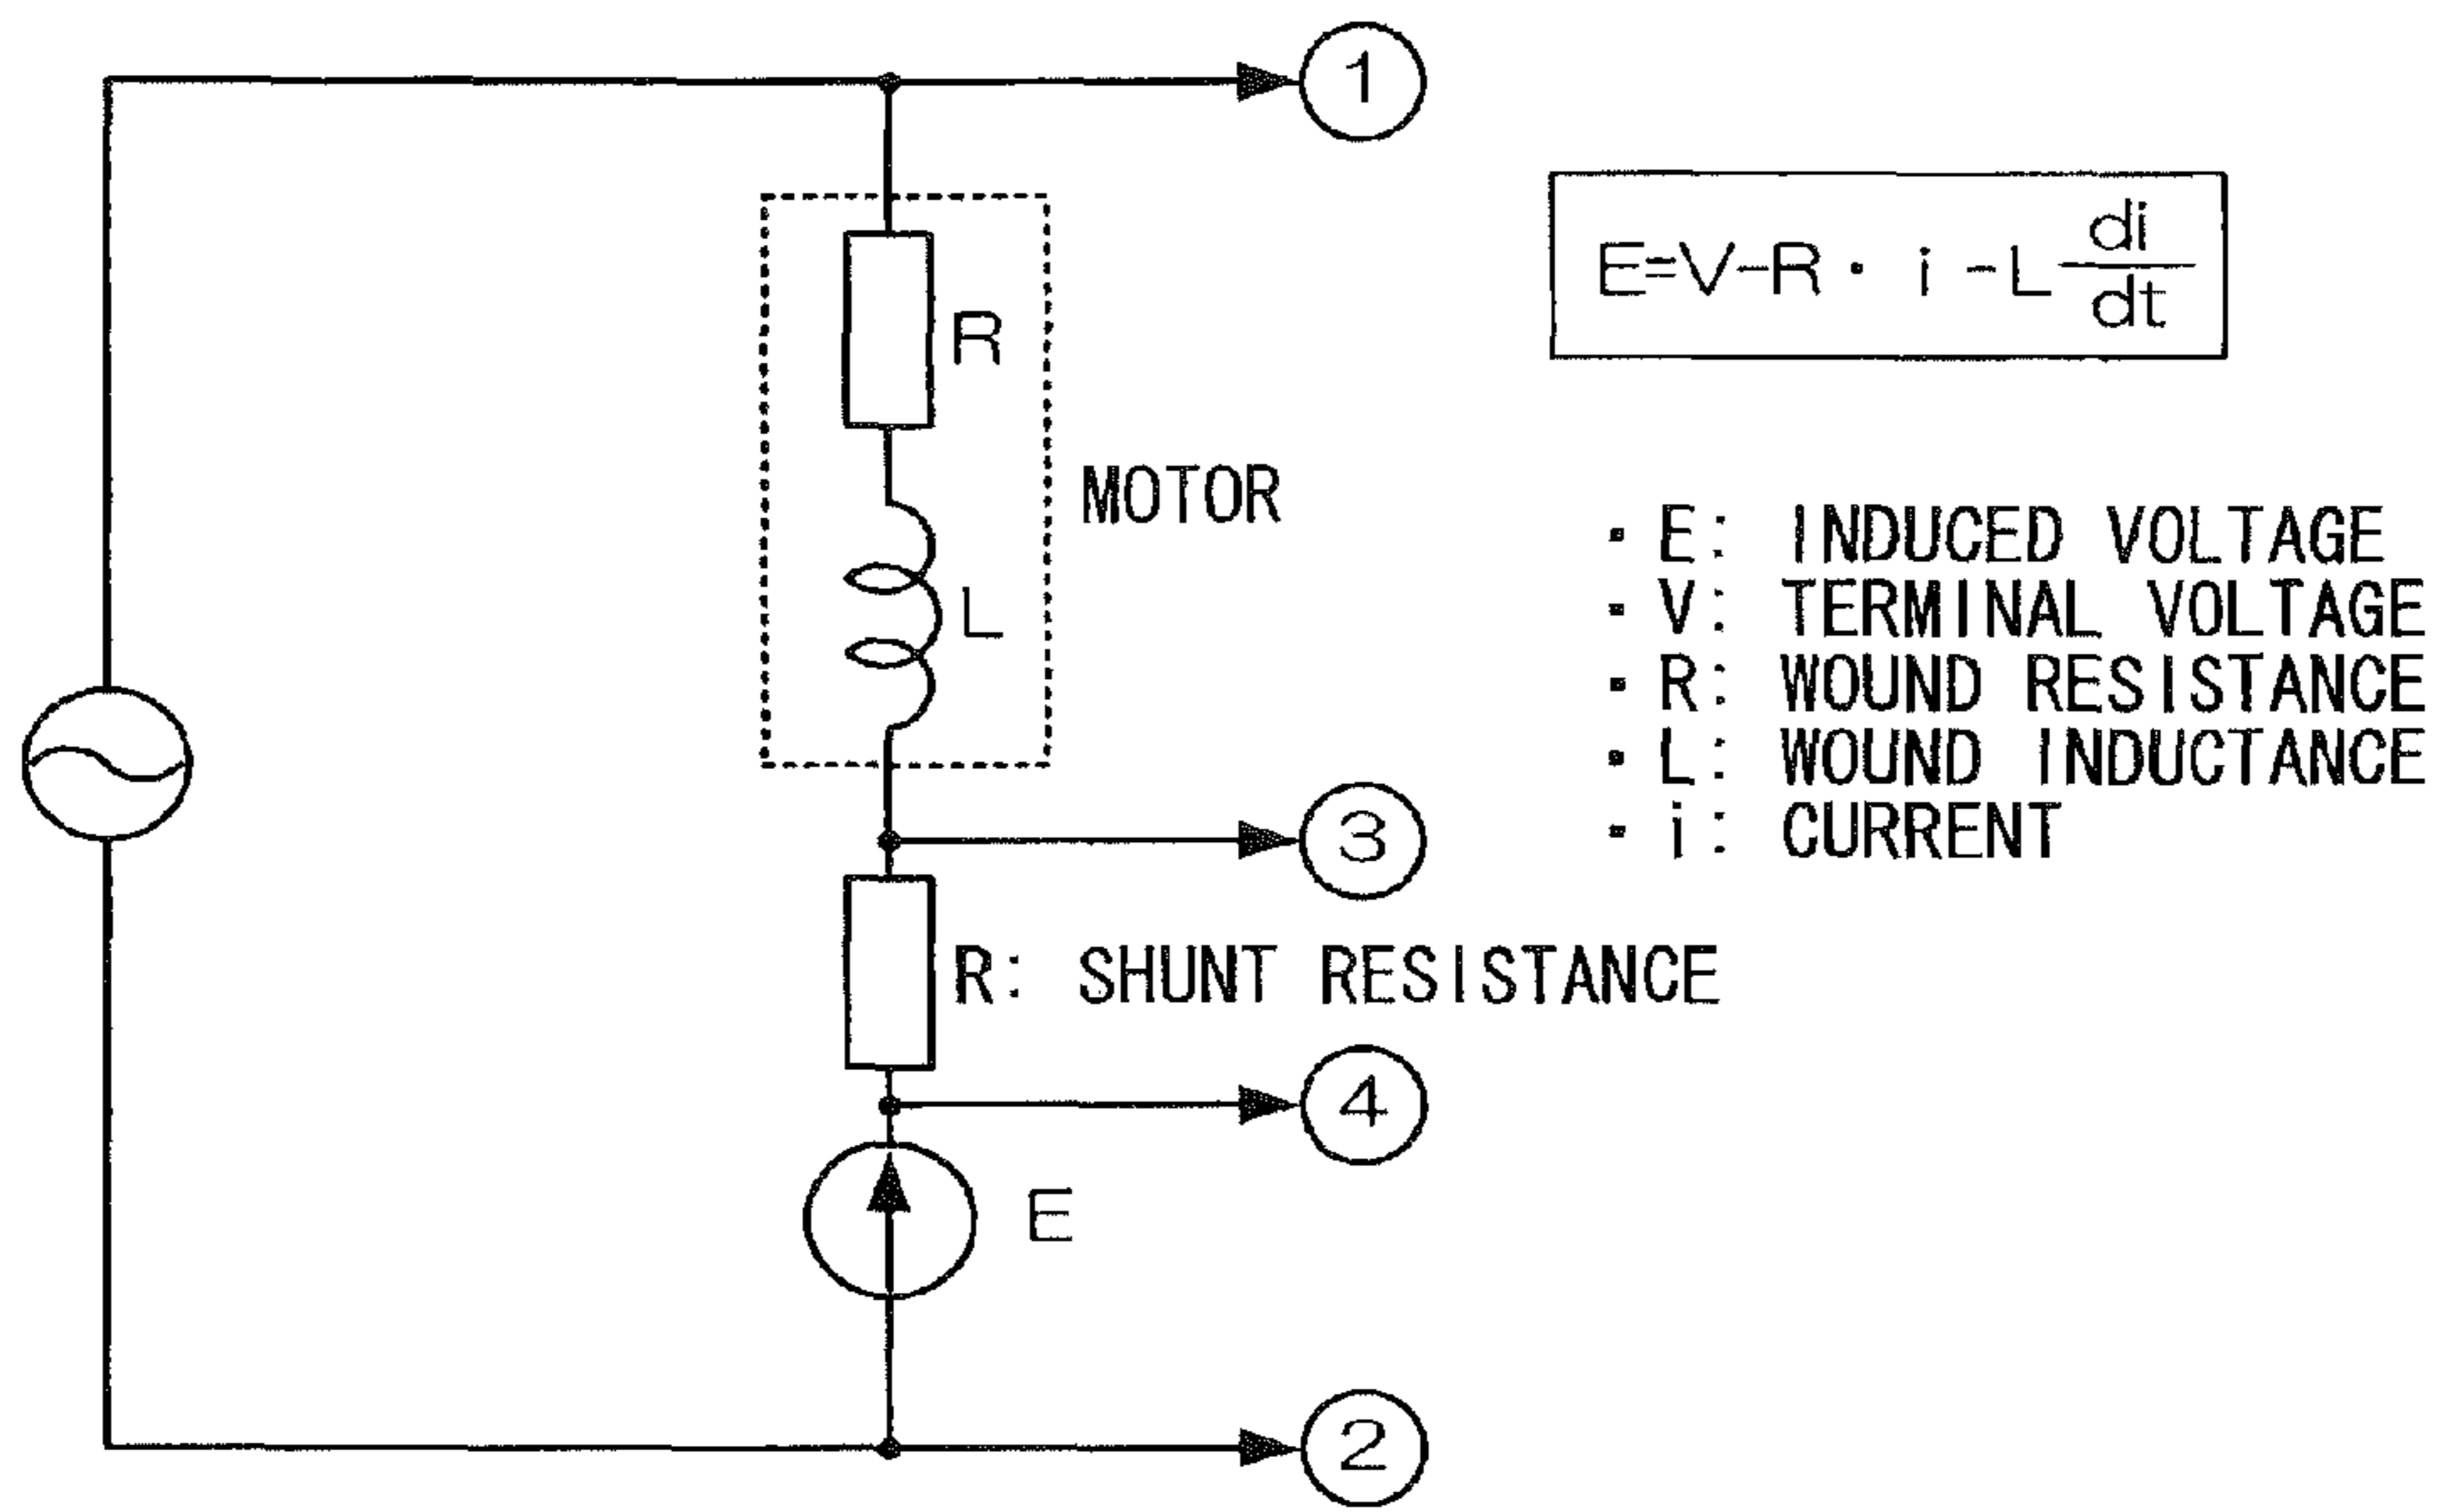 1
E=V-R・i-L di/dt
R
MOTOR
L
・E: INDUCED VOLTAGE
・V: TERMINAL VOLTAGE
・R: WOUND RESISTANCE
・L: WOUND INDUCTANCE
・i: CURRENT
3
R: SHUNT RESISTANCE
4
E
2